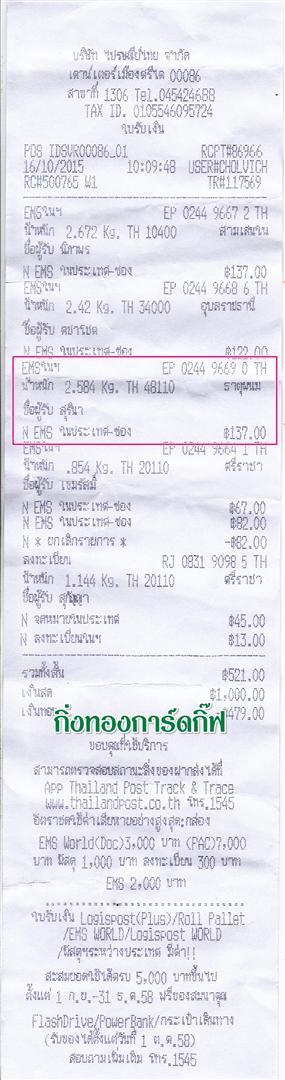 บริษัท ไปรษณีย์ไทย จำกัด
เคาน์เตอร์เมืองศรีไค 00086
สาขาที่ 1306 Tel.045424688
TAX ID. 0105546095724
ใบรับเงิน
POS IDSVR00086_01 RCPT#86966
16/10/2015 10:09:48 USER#CHOLVICH
RC#500765 W1 TR#117569
EMSในฯ EP 0244 9667 2 TH
น้ำหนัก 2.672 Kg. TH 10400 สามเสนใน
ชื่อผู้รับ นิภาพร
N EMS ในประเทศ-ซอง ฿137.00
EMSในฯ EP 0244 9668 6 TH
น้ำหนัก 2.42 Kg. TH 34000 อุบลราชธานี
ชื่อผู้รับ
N EMS ในประเทศ-ซอง ฿122.00
EMSในฯ EP 0244 9669 0 TH
น้ำหนัก 2.584 Kg. TH 48110 ธาตุพนม
ชื่อผู้รับ สุรินา
N EMS ในประเทศ-ซอง ฿137.00
EMSในฯ EP 0244 9664 1 TH
น้ำหนัก .854 Kg. TH 20110 ศรีราชา
ชื่อผู้รับ เขมรัสมิ์
N EMS ในประเทศ-ซอง ฿67.00
N EMS ในประเทศ-ซอง ฿82.00
N * ยกเลิกรายการ * -฿82.00
ลงทะเบียน RJ 0831 9098 5 TH
น้ำหนัก 1.144 Kg. TH 20110 ศรีราชา
ชื่อผู้รับ สุกัญญา
N จดหมายในประเทศ ฿45.00
N ลงทะเบียนในฯ ฿13.00
รวมทั้งสิ้น ฿521.00
เงินสด ฿1,000.00
เงินทอน ฿479.00
กิ่งทองการ์ดกิ๊ฟ
ขอบคุณที่ใช้บริการ
สามารถตรวจสอบสถานะสิ่งของฝากส่งได้ที่
App Thailand Post Track & Trace
www.thailandpost.co.th โทร.1545
อัตราชดใช้ค่าเสียหายอย่างสูงสุด:กล่อง
EMS World(Doc)3,000 บาท (PAC)7,000
บาท พัสดุ 1,000 บาท ลงทะเบียน 300 บาท
EMS 2,000 บาท
ใบรับเงิน Logispost(Plus)/Roll Pallet
/EMS WORLD/Logispost WORLD
/พัสดุฯระหว่างประเทศ มีค่า!!
สะสมยอดใช้ได้ครบ 5,000 บาทขึ้นไป
ตั้งแต่ 1 ก.ย.-31 ธ.ค.58 ฟรีของสมนาคุณ
FlashDrive/PowerBank/กระเป๋าเดินทาง
(รับของได้ตั้งแต่วันที่ 1 ต.ค.58)
สอบถามเพิ่มเติม โทร.1545